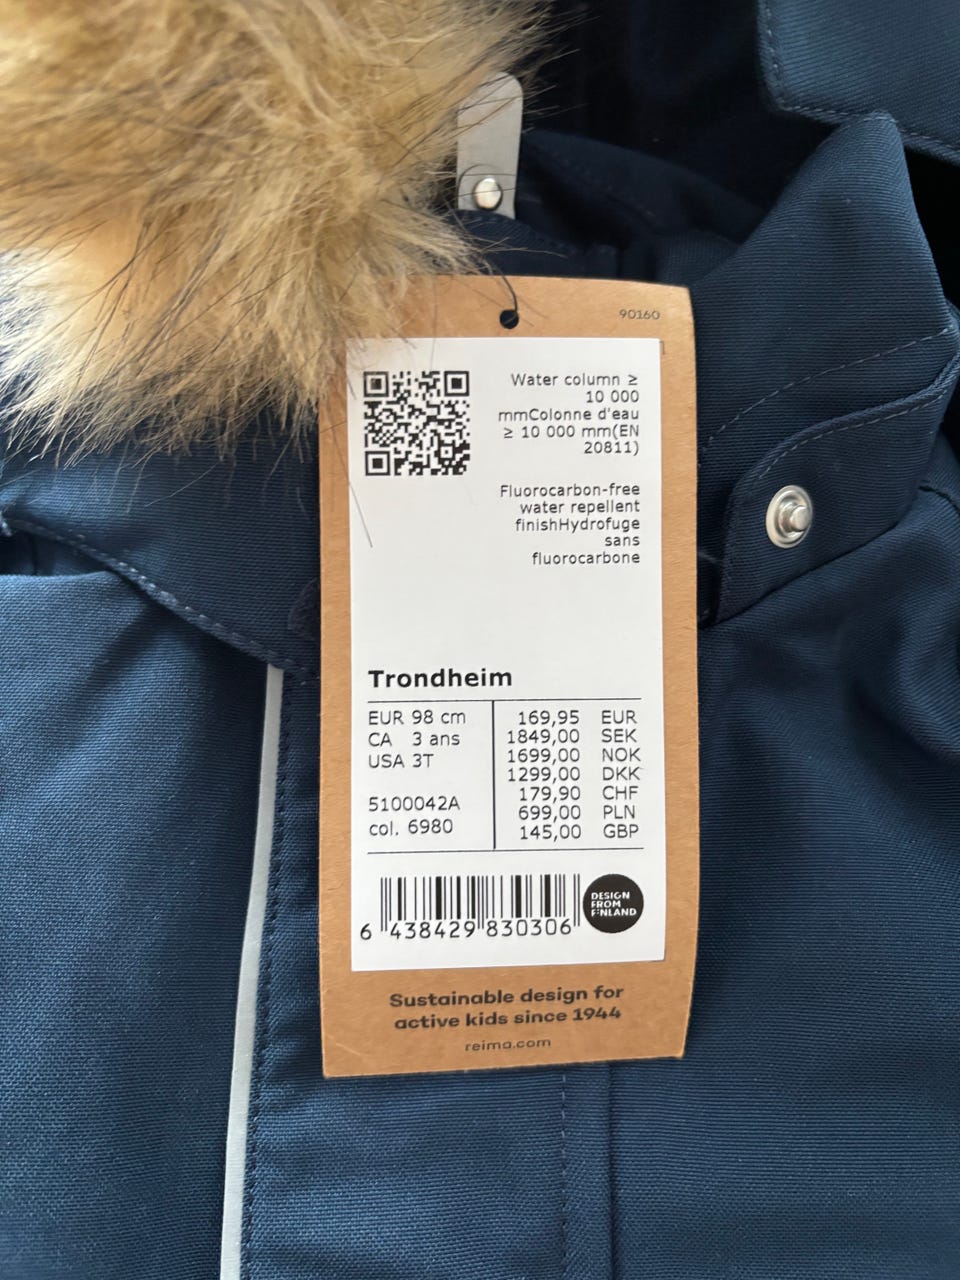 90160
Water column ≥
10 000
mmColonne d'eau
≥ 10 000 mm(EN
20811)
Fluorocarbon-free
water repellent
finishHydrofuge
sans
fluorocarbone
Trondheim
EUR 98 cm
CA 3 ans
USA 3T
5100042A
col. 6980
169,95 EUR
1849,00 SEK
1699,00 NOK
1299,00 DKK
179,90 CHF
699,00 PLN
145,00 GBP
6 438429 830306
DESIGN
FROM
FINLAND
Sustainable design for
active kids since 1944
reima.com